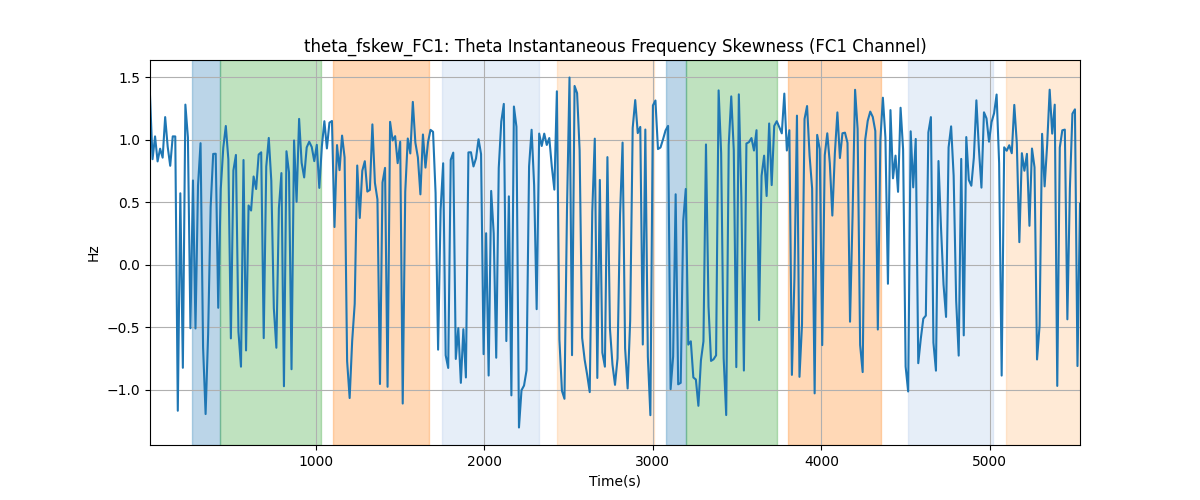 theta_fskew_FC1: Theta Instantaneous Frequency Skewness (FC1 Channel)
1.5
1.0
0.5
0.0
−0.5
−1.0
Hz
1000 2000 3000 4000 5000
Time(s)